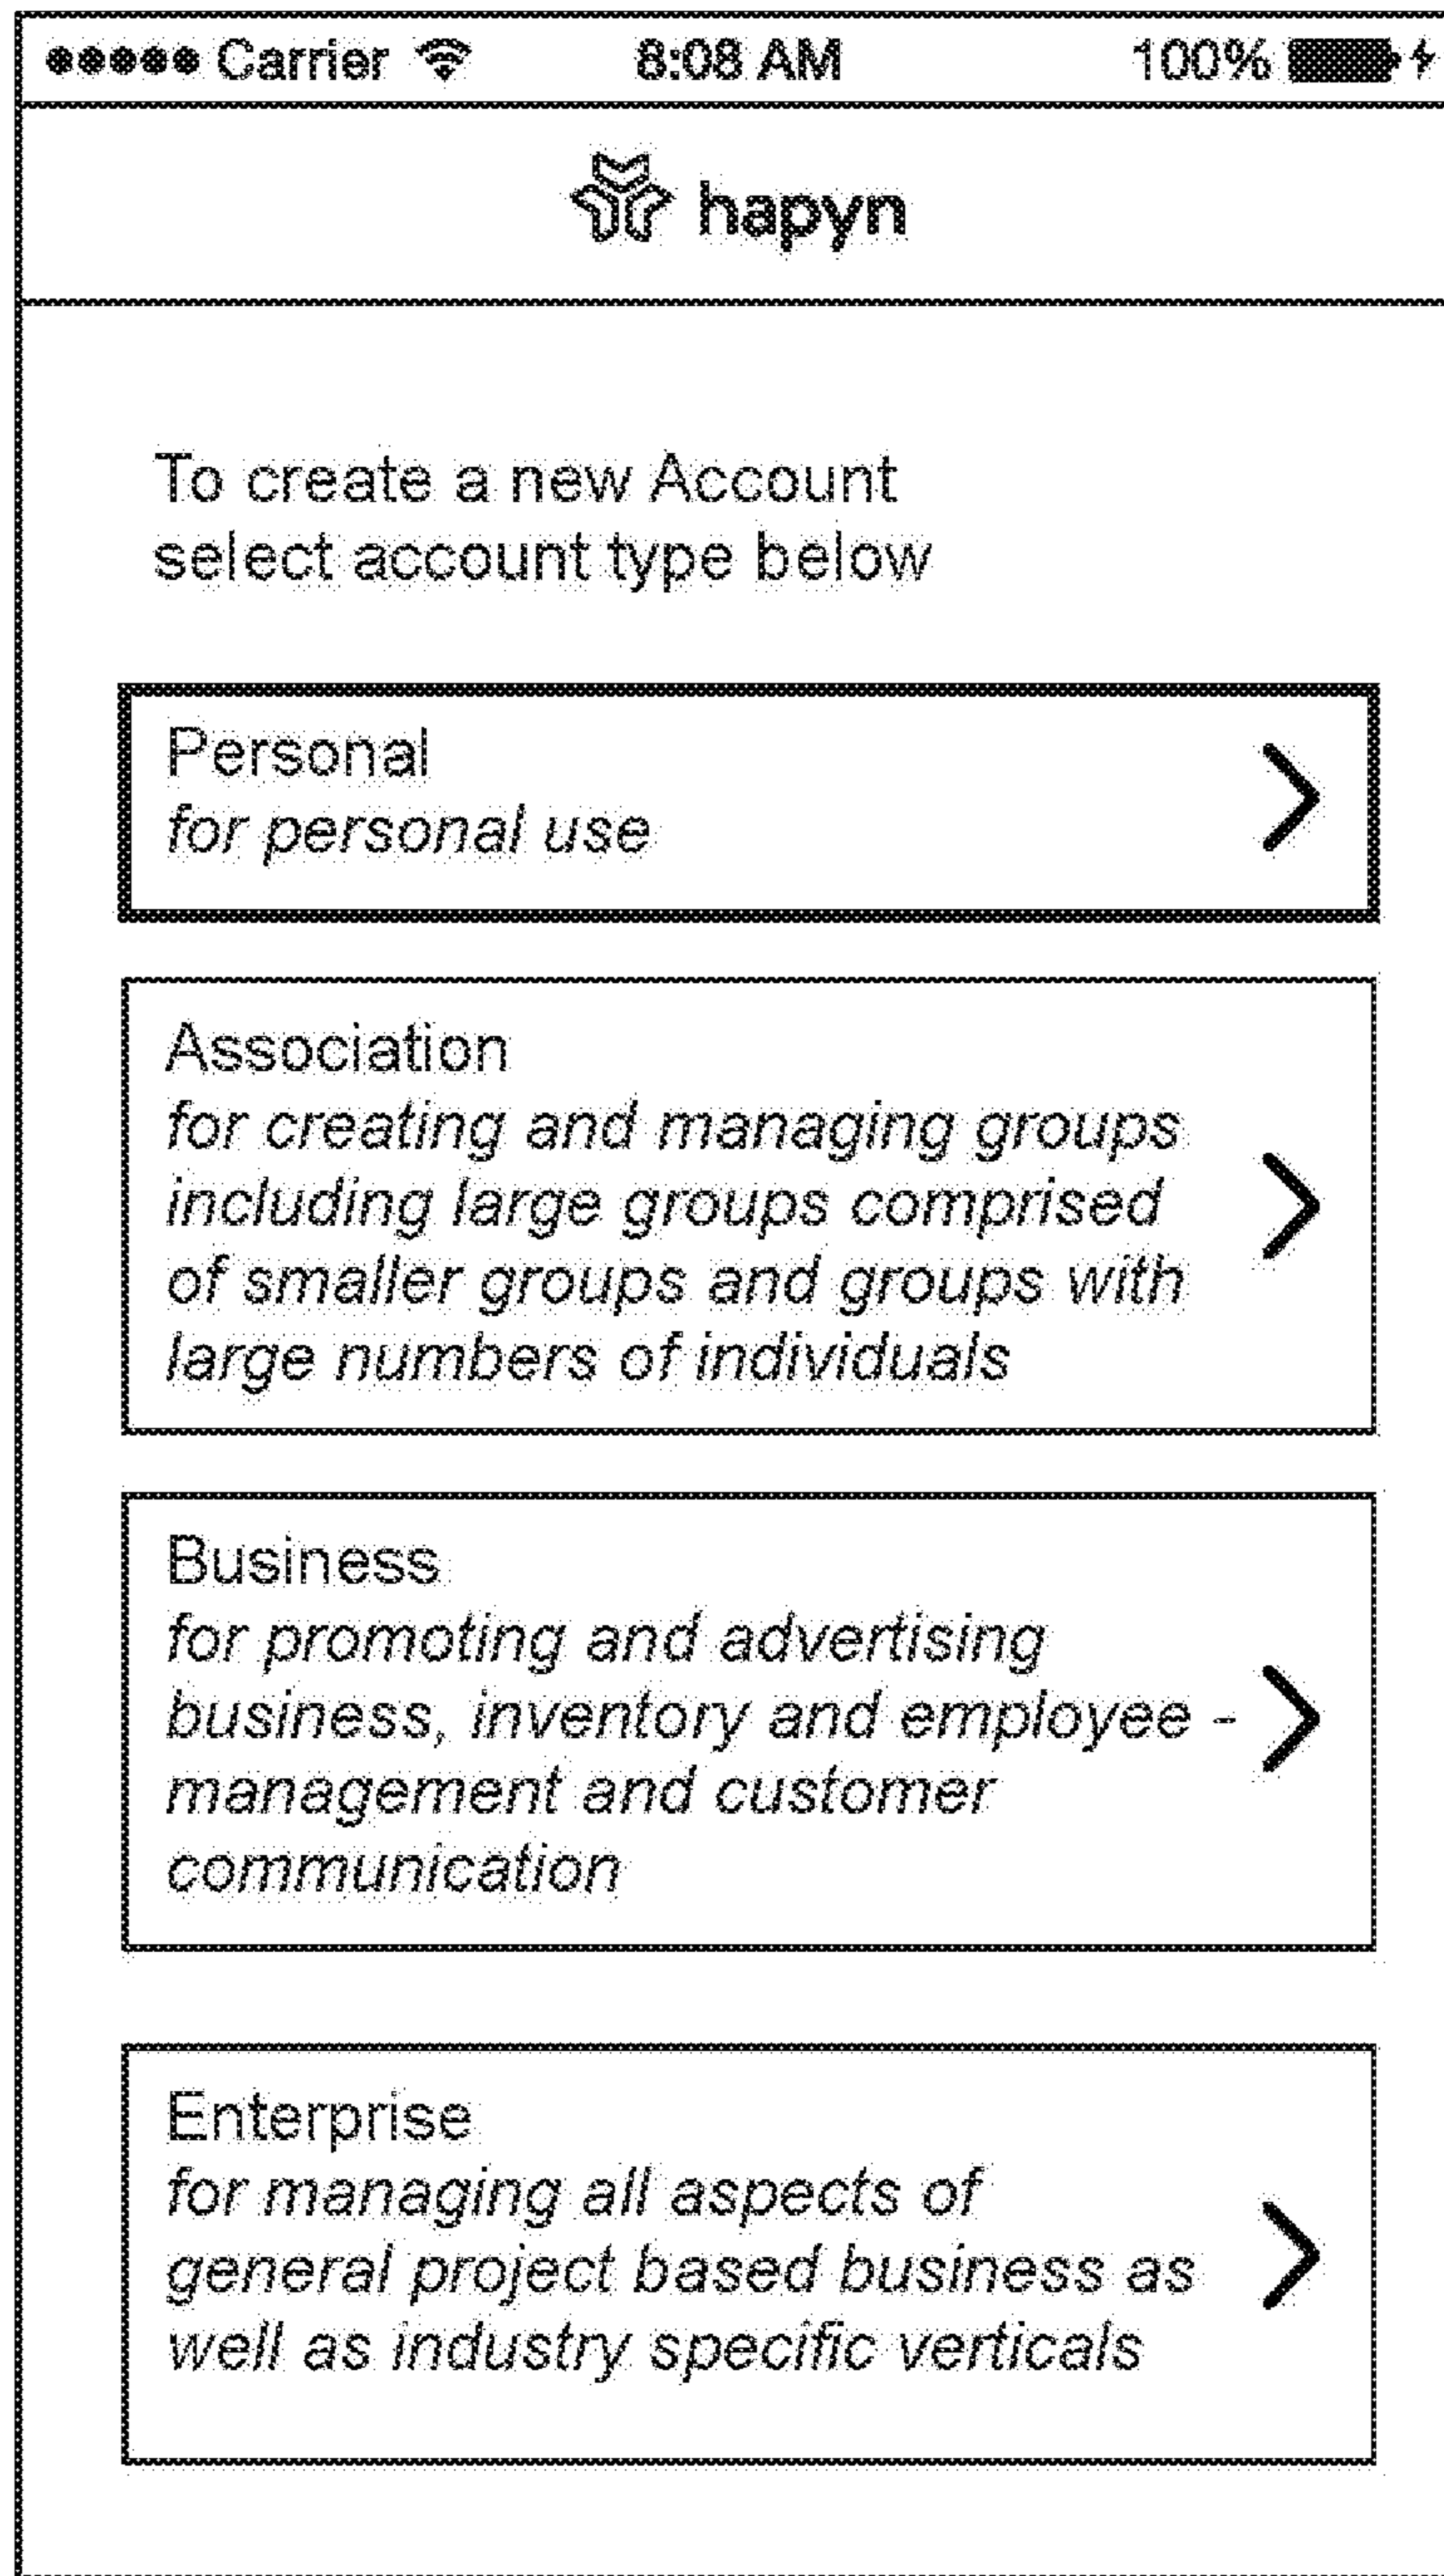 Carrier 8:08 AM 100%
hapyn
To create a new Account
select account type below
Personal
for personal use
Association
for creating and managing groups
including large groups comprised
of smaller groups and groups with
large numbers of individuals
Business
for promoting and advertising
business, inventory and employee -
management and customer
communication
Enterprise
for managing all aspects of
general project based business as
well as industry specific verticals